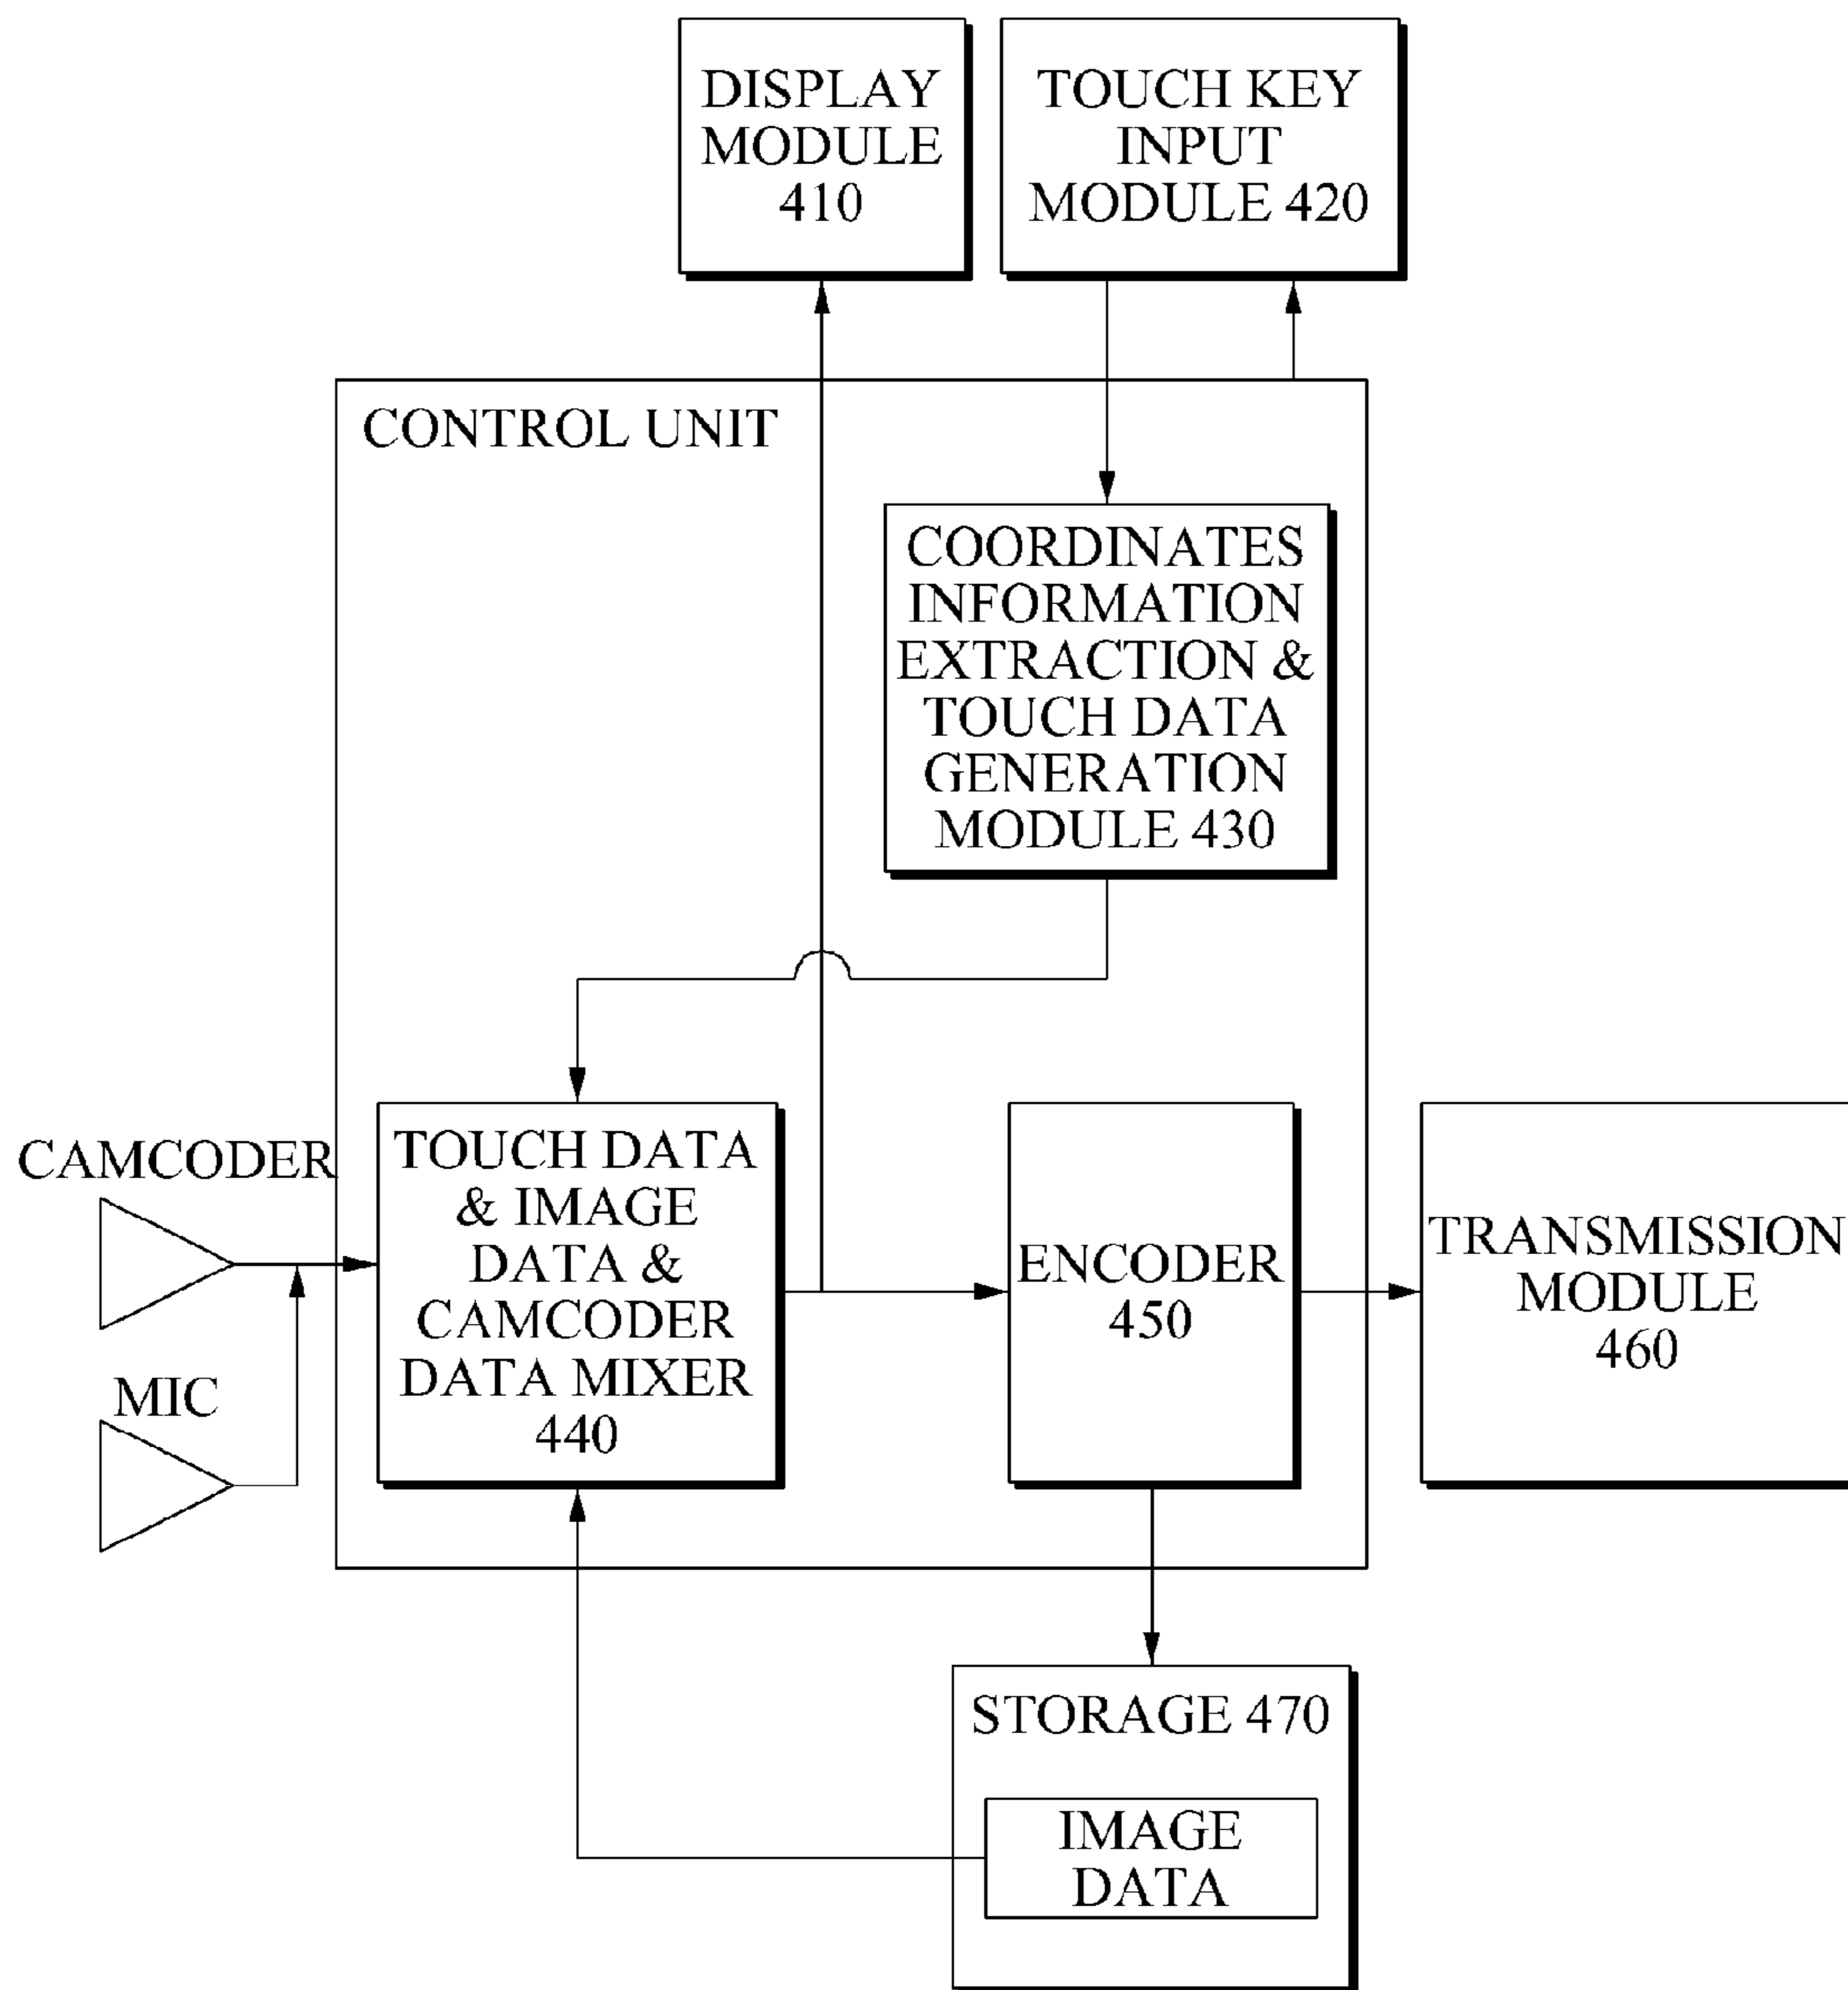 DISPLAY
MODULE
410
TOUCH KEY
INPUT
MODULE 420
CONTROL UNIT
COORDINATES
INFORMATION
EXTRACTION &
TOUCH DATA
GENERATION
MODULE 430
CAMCODER
MIC
TOUCH DATA
& IMAGE
DATA &
CAMCODER
DATA MIXER
440
ENCODER
450
TRANSMISSION
MODULE
460
STORAGE 470
IMAGE
DATA